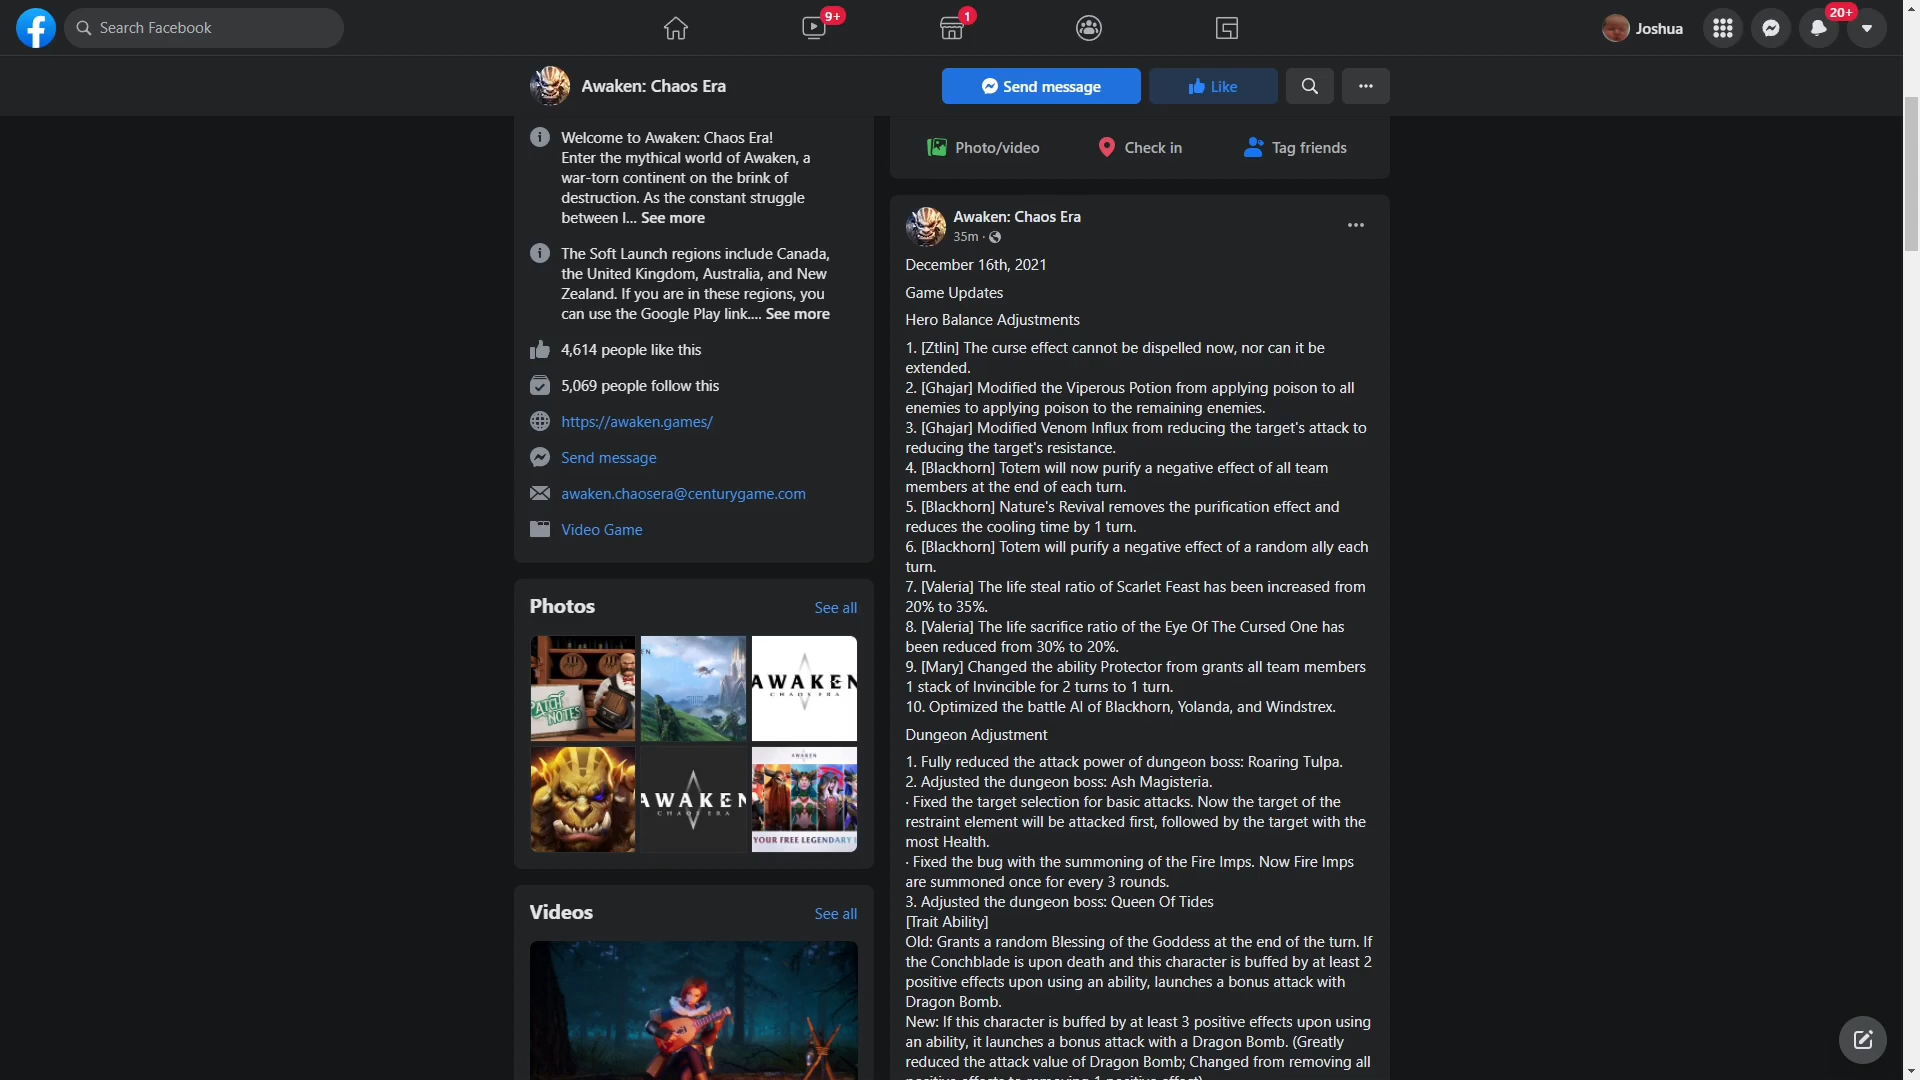 Search Facebook
9+
1
Joshua
20+
Awaken: Chaos Era
Send message
Like
Welcome to Awaken: Chaos Era!
Enter the mythical world of Awaken, a
war-torn continent on the brink of
destruction. As the constant struggle
between l... See more
The Soft Launch regions include Canada,
the United Kingdom, Australia, and New
Zealand. If you are in these regions, you
can use the Google Play link.... See more
4,614 people like this
5,069 people follow this
https://awaken.games/
Send message
awaken.chaosera@centurygame.com
Video Game
Photos
See all
PATCH NOTES
EN
AWAKEN
CHAOS ERA
AWAKEN
CHAOS ERA
AWAKEN
YOUR FREE LEGENDARY
Videos
See all
Photo/video
Check in
Tag friends
Awaken: Chaos Era
35m ·
December 16th, 2021
Game Updates
Hero Balance Adjustments
1. [Ztlin] The curse effect cannot be dispelled now, nor can it be
extended.
2. [Ghajar] Modified the Viperous Potion from applying poison to all
enemies to applying poison to the remaining enemies.
3. [Ghajar] Modified Venom Influx from reducing the target's attack to
reducing the target's resistance.
4. [Blackhorn] Totem will now purify a negative effect of all team
members at the end of each turn.
5. [Blackhorn] Nature's Revival removes the purification effect and
reduces the cooling time by 1 turn.
6. [Blackhorn] Totem will purify a negative effect of a random ally each
turn.
7. [Valeria] The life steal ratio of Scarlet Feast has been increased from
20% to 35%.
8. [Valeria] The life sacrifice ratio of the Eye Of The Cursed One has
been reduced from 30% to 20%.
9. [Mary] Changed the ability Protector from grants all team members
1 stack of Invincible for 2 turns to 1 turn.
10. Optimized the battle AI of Blackhorn, Yolanda, and Windstrex.
Dungeon Adjustment
1. Fully reduced the attack power of dungeon boss: Roaring Tulpa.
2. Adjusted the dungeon boss: Ash Magisteria.
· Fixed the target selection for basic attacks. Now the target of the
restraint element will be attacked first, followed by the target with the
most Health.
· Fixed the bug with the summoning of the Fire Imps. Now Fire Imps
are summoned once for every 3 rounds.
3. Adjusted the dungeon boss: Queen Of Tides
[Trait Ability]
Old: Grants a random Blessing of the Goddess at the end of the turn. If
the Conchblade is upon death and this character is buffed by at least 2
positive effects upon using an ability, launches a bonus attack with
Dragon Bomb.
New: If this character is buffed by at least 3 positive effects upon using
an ability, it launches a bonus attack with a Dragon Bomb. (Greatly
reduced the attack value of Dragon Bomb; Changed from removing all
positive effects to removing 1 positive effect)